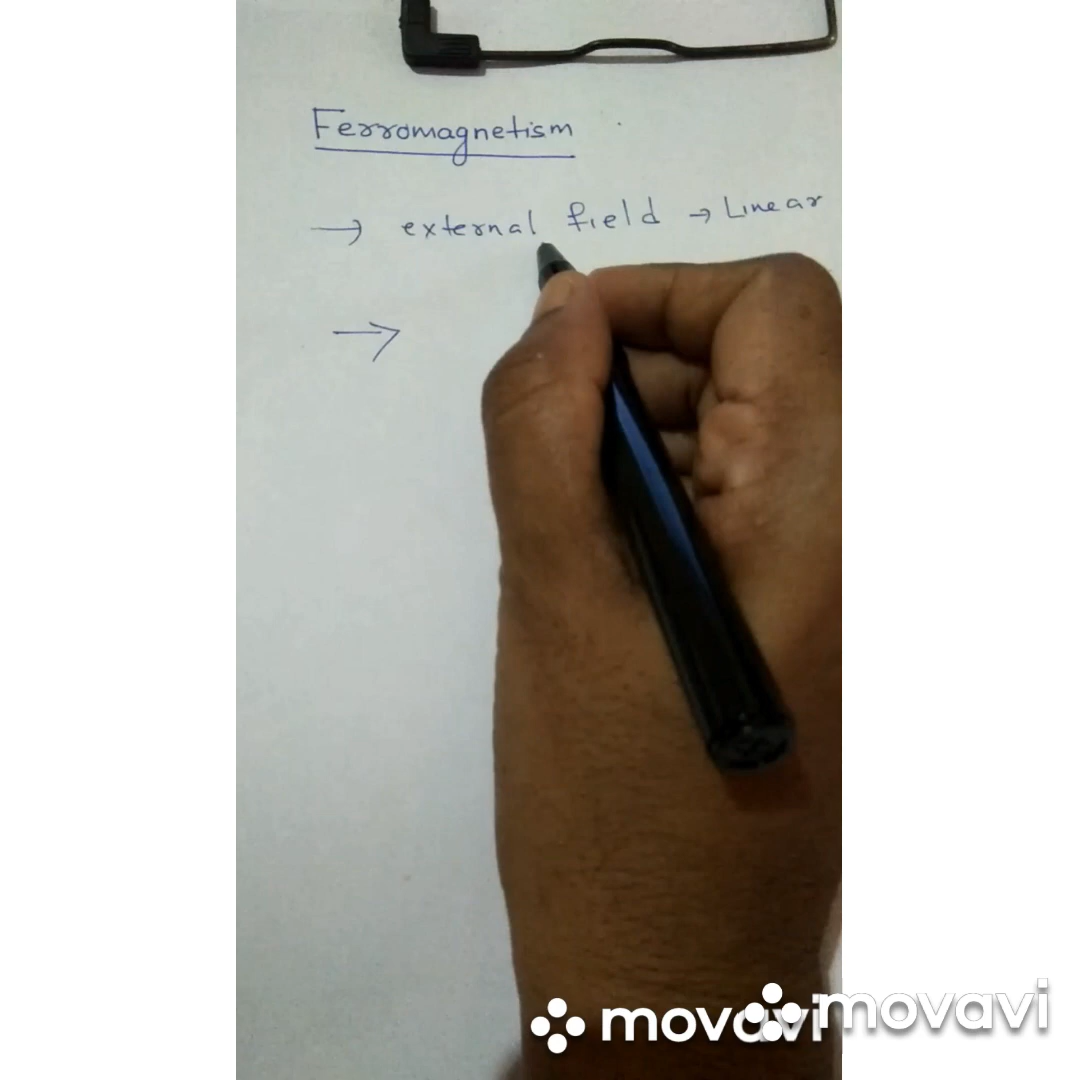 Ferromagnetism
→ external field → Linear
→
movavi movavi